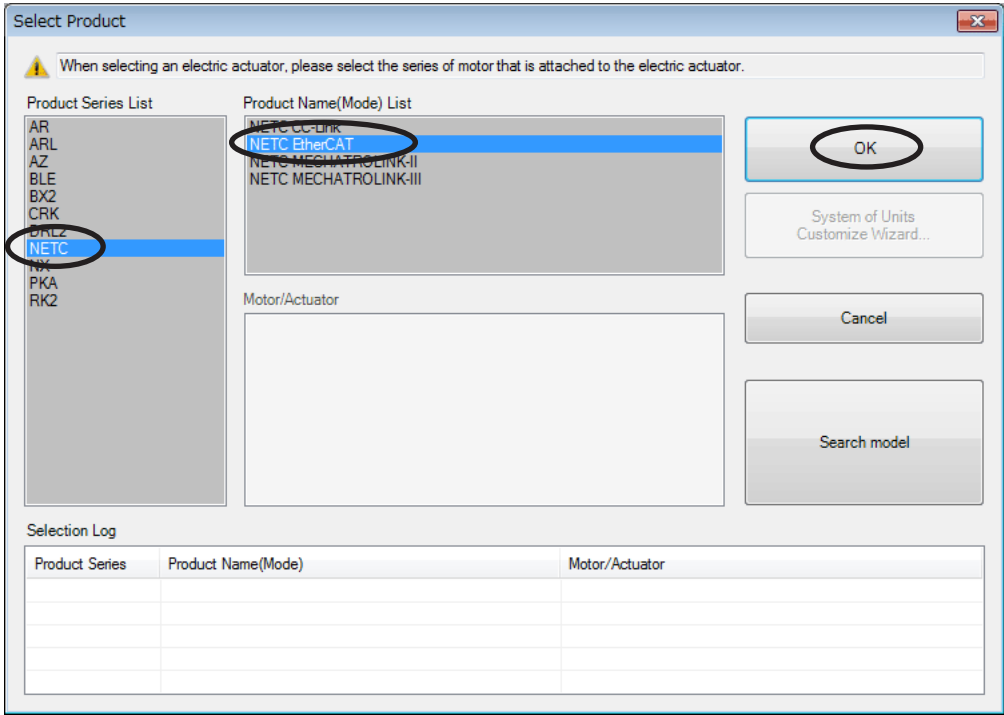 Select Product
When selecting an electric actuator, please select the series of motor that is attached to the electric actuator.
Product Series List
AR
ARL
AZ
BLE
BX2
CRK
DRL2
NETC
NX
PKA
RK2
Product Name(Mode) List
NETC CC-Link
NETC EtherCAT
NETC MECHATROLINK-II
NETC MECHATROLINK-III
Motor/Actuator
OK
System of Units
Customize Wizard...
Cancel
Search model
Selection Log
Product Series Product Name(Mode) Motor/Actuator